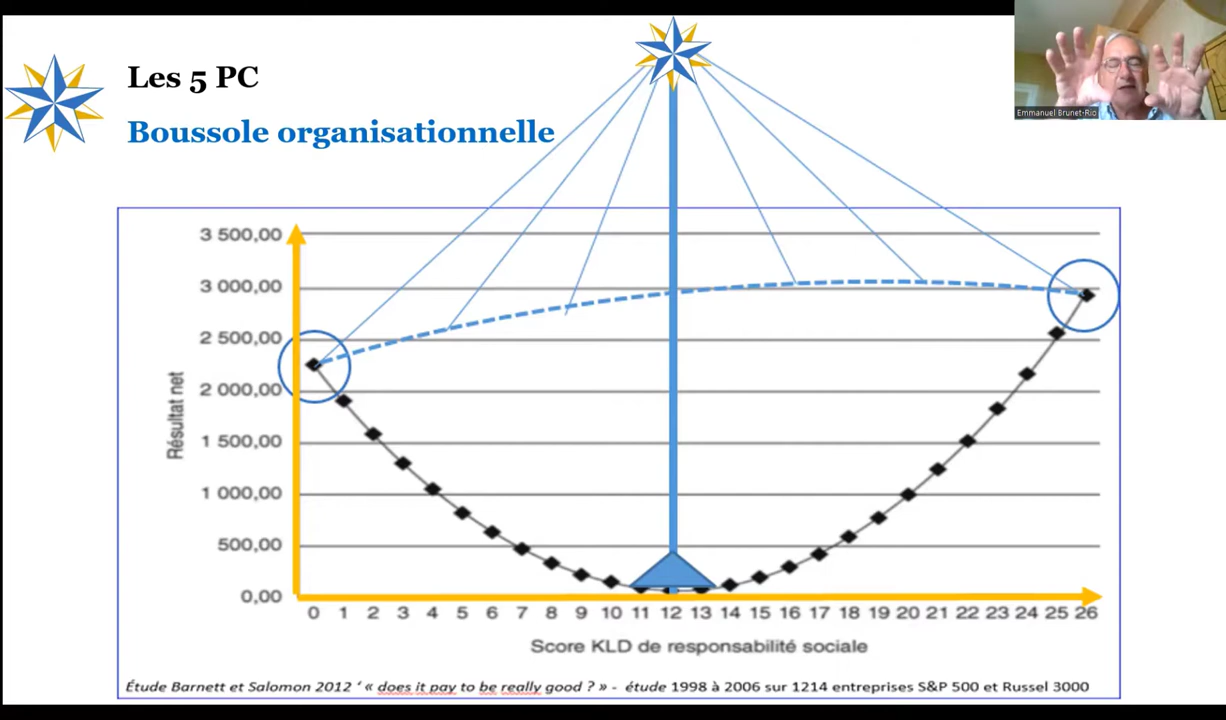 Les 5 PC
Boussole organisationnelle
Emmanuel Brunet-Rio
3 500,00
3 000,00
2 500,00
2 000,00
1 500,00
1 000,00
500,00
0,00
Résultat net
0 1 2 3 4 5 6 7 8 9 10 11 12 13 14 15 16 17 18 19 20 21 22 23 24 25 26
Score KLD de responsabilité sociale
Étude Barnett et Salomon 2012 ‘ « does it pay to be really good ? » - étude 1998 à 2006 sur 1214 entreprises S&P 500 et Russel 3000